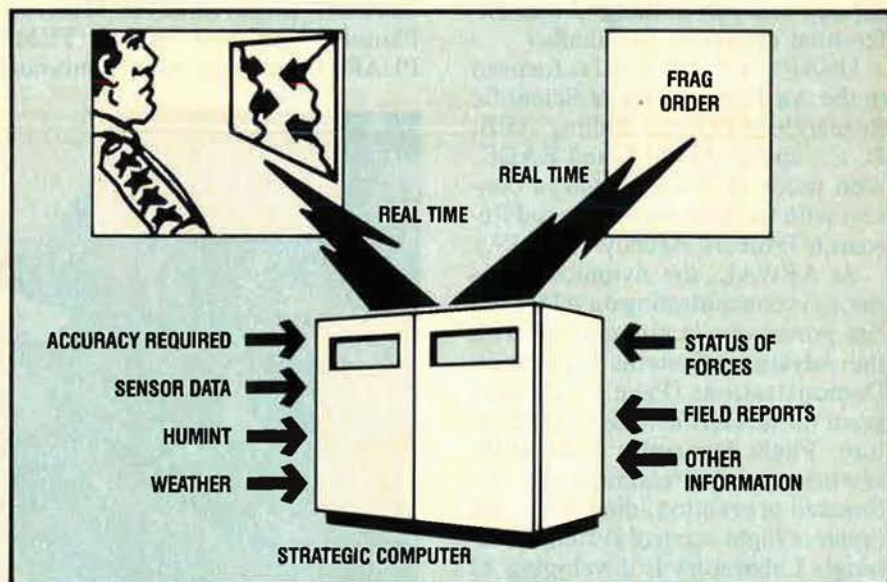 FRAG
ORDER
REAL TIME
REAL TIME
ACCURACY REQUIRED
SENSOR DATA
HUMINT
WEATHER
STATUS OF
FORCES
FIELD REPORTS
OTHER
INFORMATION
STRATEGIC COMPUTER